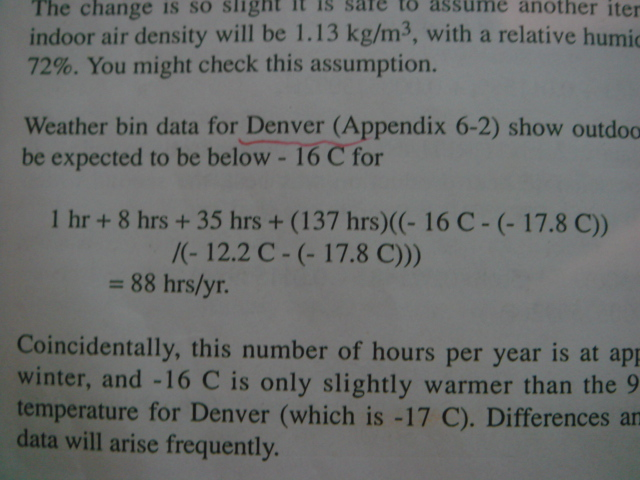 The change is so slight it is safe to assume another iter
indoor air density will be 1.13 kg/m³, with a relative humid
72%. You might check this assumption.
Weather bin data for Denver (Appendix 6-2) show outdoo
be expected to be below - 16 C for
1 hr + 8 hrs + 35 hrs + (137 hrs)((- 16 C - (- 17.8 C))
/(- 12.2 C - (- 17.8 C)))
= 88 hrs/yr.
Coincidentally, this number of hours per year is at app
winter, and -16 C is only slightly warmer than the 9
temperature for Denver (which is -17 C). Differences an
data will arise frequently.